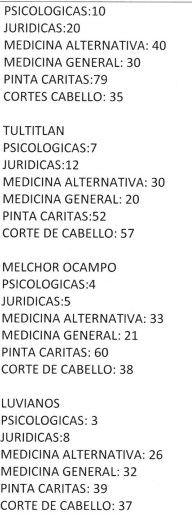 PSICOLOGICAS:10
JURIDICAS:20
MEDICINA ALTERNATIVA: 40
MEDICINA GENERAL: 30
PINTA CARITAS:79
CORTES CABELLO: 35
TULTITLAN
PSICOLOGICAS:7
JURIDICAS:12
MEDICINA ALTERNATIVA: 30
MEDICINA GENERAL: 20
PINTA CARITAS:52
CORTE DE CABELLO: 57
MELCHOR OCAMPO
PSICOLOGICAS:4
JURIDICAS:5
MEDICINA ALTERNATIVA: 33
MEDICINA GENERAL: 21
PINTA CARITAS: 60
CORTE DE CABELLO: 38
LUVIANOS
PSICOLOGICAS: 3
JURIDICAS:8
MEDICINA ALTERNATIVA: 26
MEDICINA GENERAL: 32
PINTA CARITAS: 39
CORTE DE CABELLO: 37